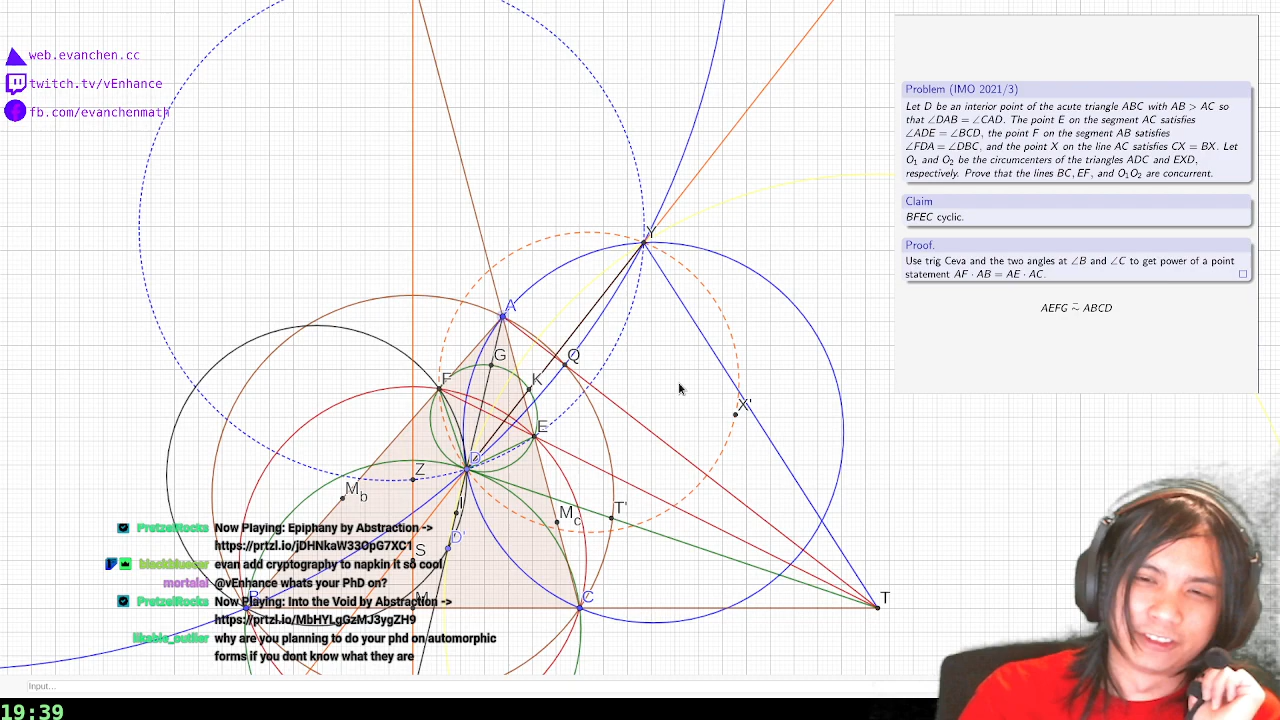 web.evanchen.cc
twitch.tv/vEnhance
fb.com/evanchenmath
Problem (IMO 2021/3)
Let D be an interior point of the acute triangle ABC with AB > AC so
that ∠DAB = ∠CAD. The point E on the segment AC satisfies
∠ADE = ∠BCD, the point F on the segment AB satisfies
∠FDA = ∠DBC, and the point X on the line AC satisfies CX = BX. Let
O₁ and O₂ be the circumcenters of the triangles ADC and EXD,
respectively. Prove that the lines BC, EF, and O₁O₂ are concurrent.
Claim
BFEC cyclic.
Proof.
Use trig Ceva and the two angles at ∠B and ∠C to get power of a point
statement AF · AB = AE · AC.
AEFG ∼ ABCD
Y
A
G
Q
F
K
X'
E
D
Z
M_b
I
M_c
T'
D'
S
B
M
C
T
PretzelRocks Now Playing: Epiphany by Abstraction ->
https://prtzl.io/jDHNkaW33OpG7XC1
evan add cryptography to napkin it so cool
mortalai @vEnhance whats your PhD on?
PretzelRocks Now Playing: Into the Void by Abstraction ->
https://prtzl.io/MbHYLgGzMJ3ygZH9
likable_outlier why are you planning to do your phd on automorphic
forms if you dont know what they are
Input...
19:39